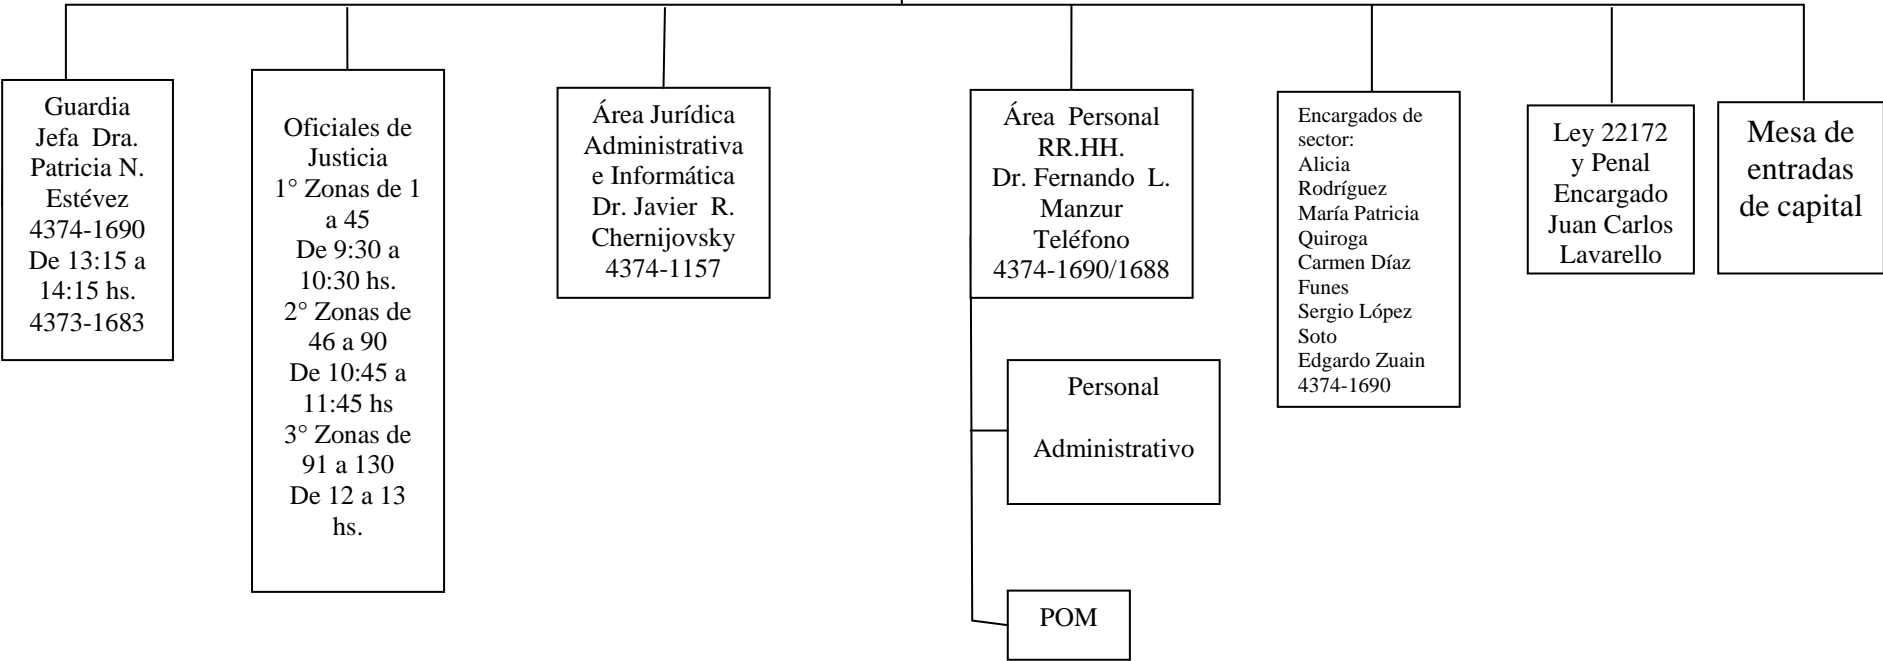 Guardia
Jefa Dra.
Patricia N.
Estévez
4374-1690
De 13:15 a
14:15 hs.
4373-1683
Oficiales de
Justicia
1° Zonas de 1
a 45
De 9:30 a
10:30 hs.
2° Zonas de
46 a 90
De 10:45 a
11:45 hs
3° Zonas de
91 a 130
De 12 a 13
hs.
Área Jurídica
Administrativa
e Informática
Dr. Javier R.
Chernijovsky
4374-1157
Área Personal
RR.HH.
Dr. Fernando L.
Manzur
Teléfono
4374-1690/1688
Personal
Administrativo
POM
Encargados de
sector:
Alicia
Rodríguez
María Patricia
Quiroga
Carmen Díaz
Funes
Sergio López
Soto
Edgardo Zuain
4374-1690
Ley 22172
y Penal
Encargado
Juan Carlos
Lavarello
Mesa de
entradas
de capital